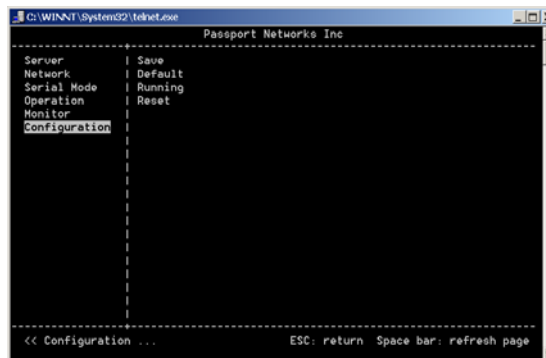 C:\WINNT\System32\telnet.exe
Passport Networks Inc
Server | Save
Network | Default
Serial Mode | Running
Operation | Reset
Monitor |
Configuration |
<< Configuration ... ESC: return Space bar: refresh page